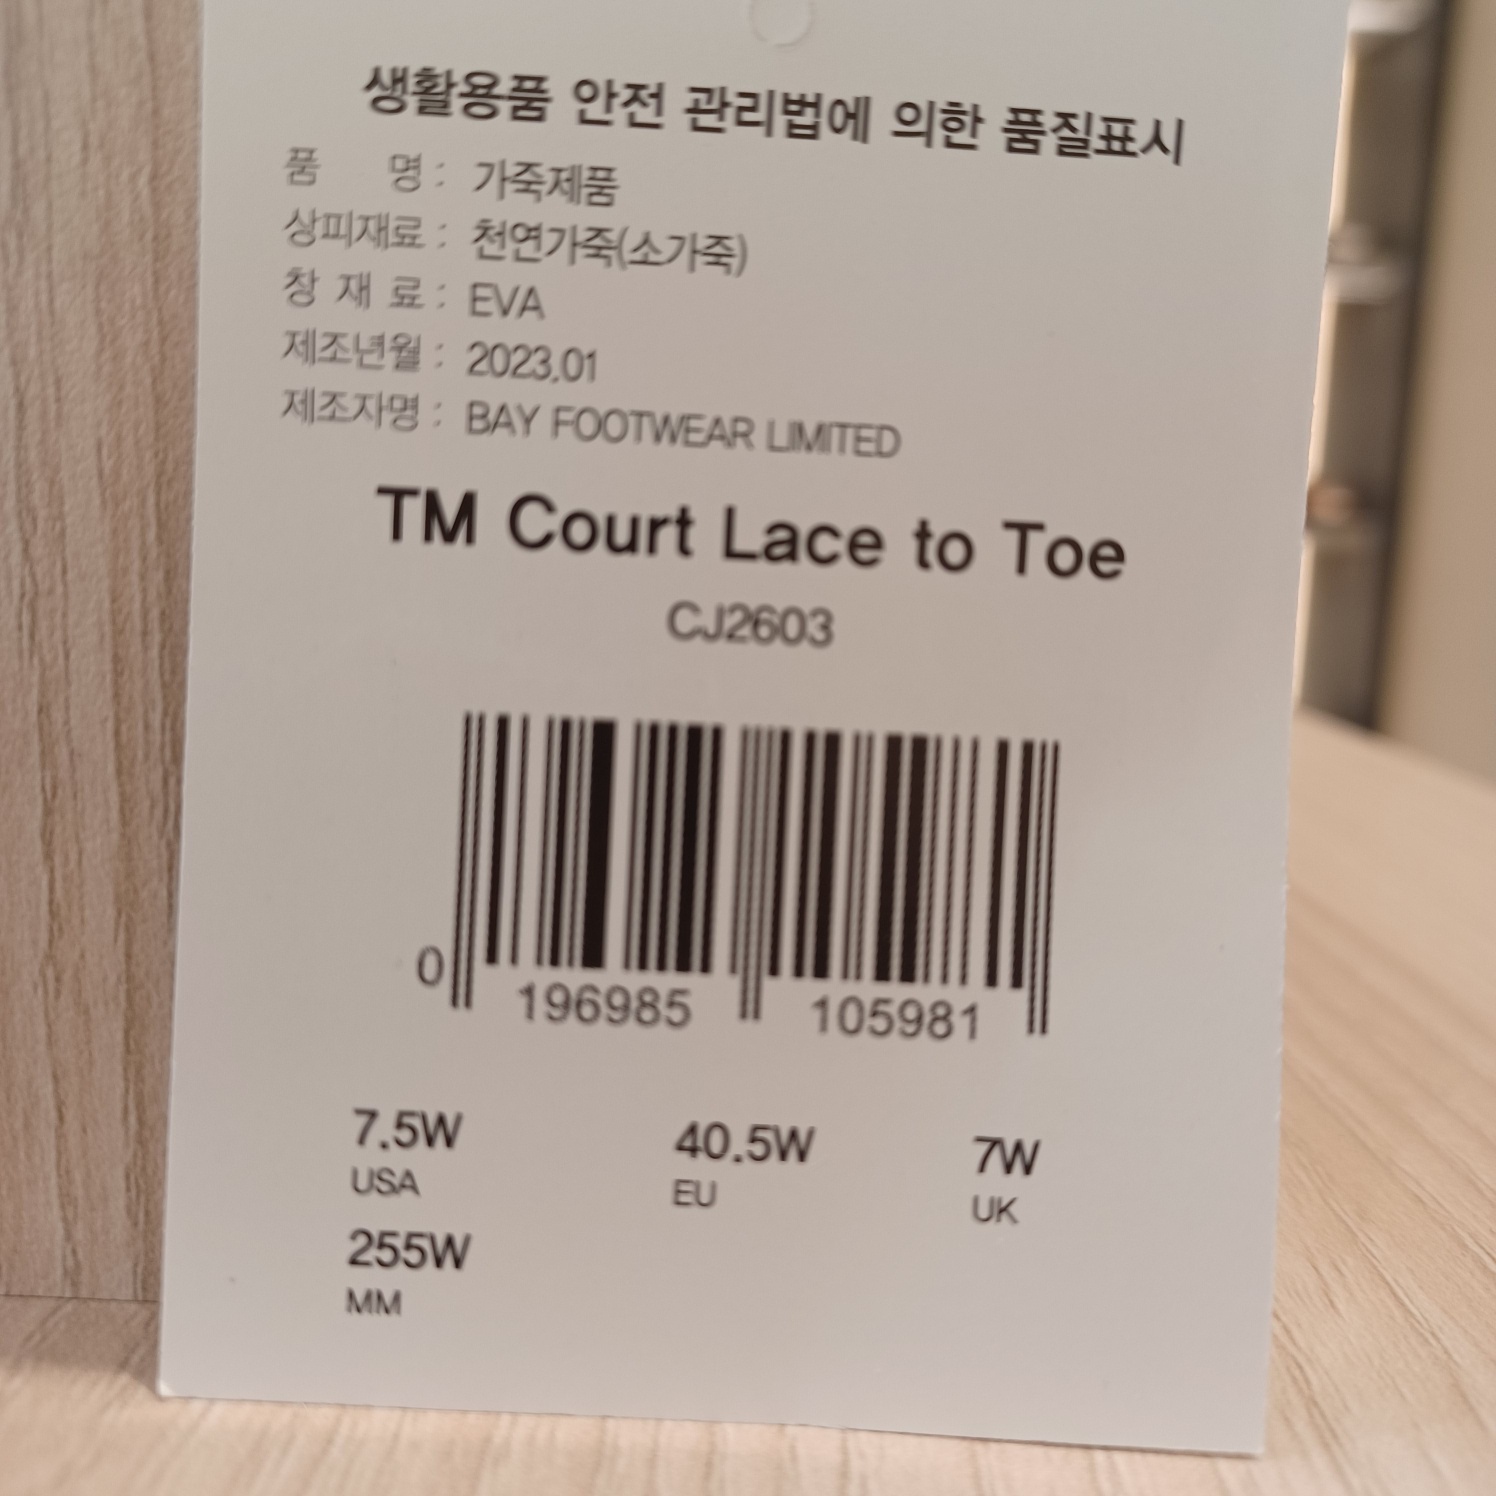 생활용품 안전 관리법에 의한 품질표시
품 명 : 가죽제품
상피재료 : 천연가죽(소가죽)
창 재 료 : EVA
제조년월 : 2023.01
제조자명 : BAY FOOTWEAR LIMITED
TM Court Lace to Toe
CJ2603
0 196985 105981
7.5W 40.5W 7W
USA EU UK
255W
MM